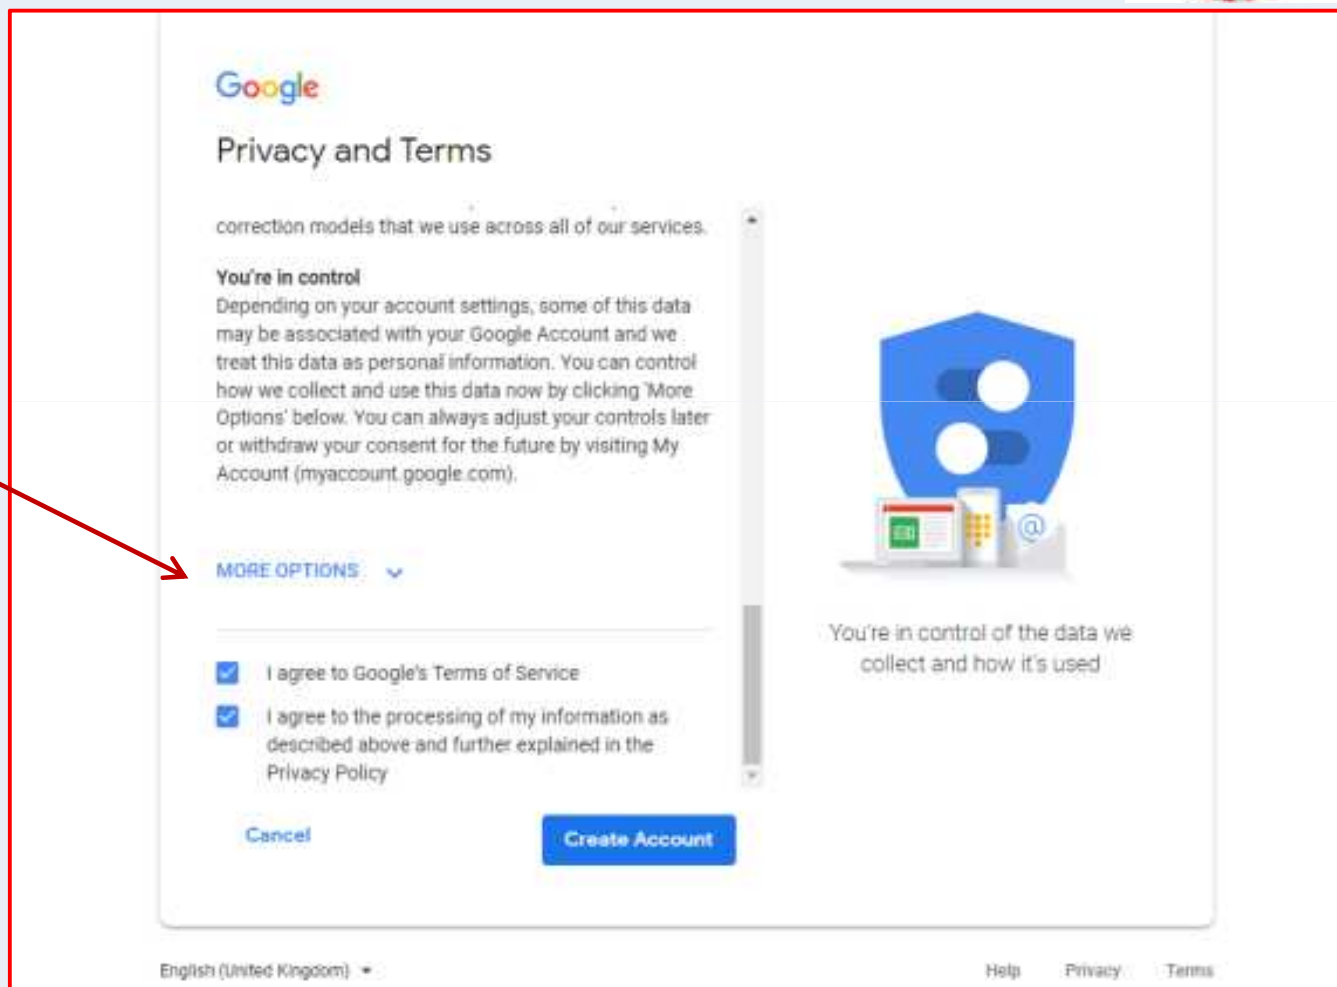 Google
Privacy and Terms
correction models that we use across all of our services.
You're in control
Depending on your account settings, some of this data
may be associated with your Google Account and we
treat this data as personal information. You can control
how we collect and use this data now by clicking 'More
Options' below. You can always adjust your controls later
or withdraw your consent for the future by visiting My
Account (myaccount.google.com).
MORE OPTIONS
I agree to Google's Terms of Service
I agree to the processing of my information as
described above and further explained in the
Privacy Policy
Cancel
Create Account
@
You're in control of the data we
collect and how it's used
English (United Kingdom)
Help Privacy Terms